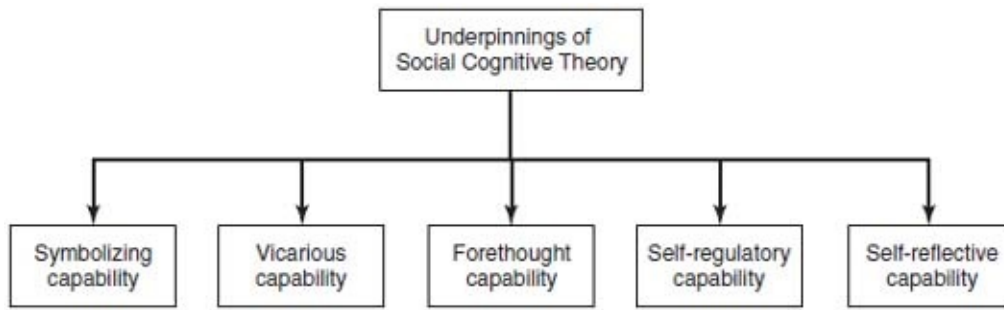 Underpinnings of
Social Cognitive Theory
Symbolizing
capability
Vicarious
capability
Forethought
capability
Self-regulatory
capability
Self-reflective
capability